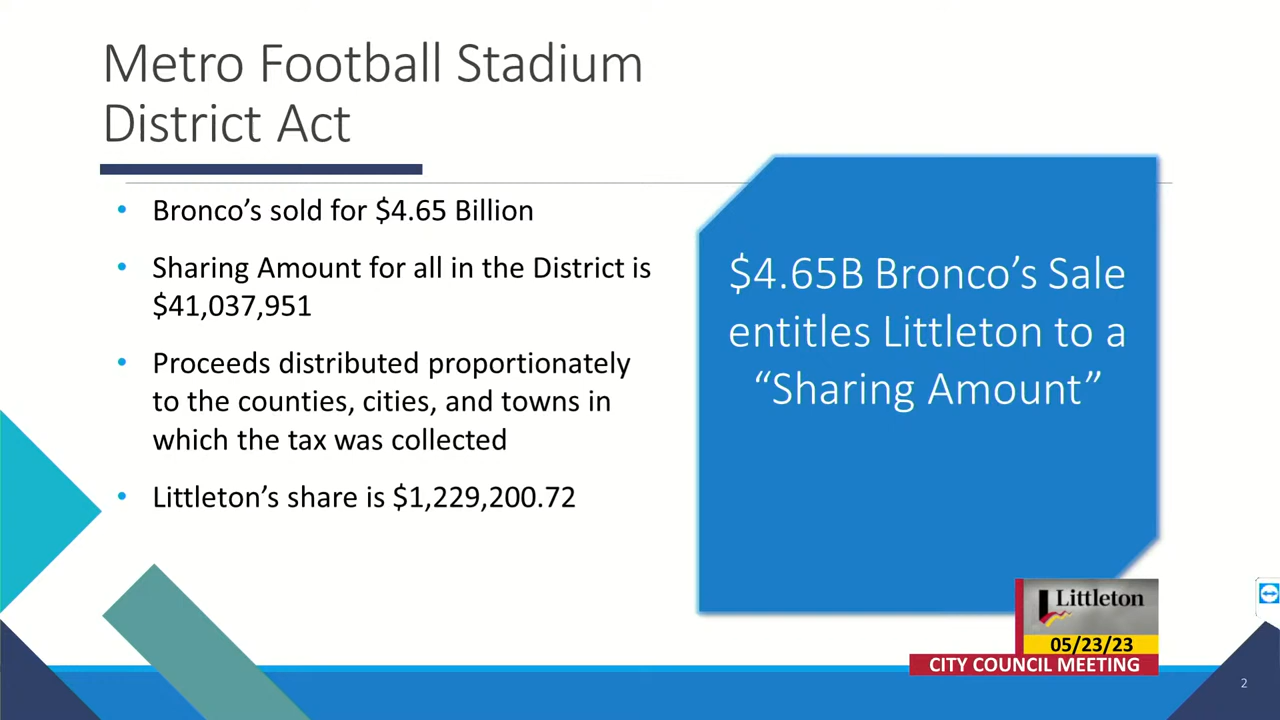 Metro Football Stadium
District Act
• Bronco’s sold for $4.65 Billion
• Sharing Amount for all in the District is
$41,037,951
• Proceeds distributed proportionately
to the counties, cities, and towns in
which the tax was collected
• Littleton’s share is $1,229,200.72
$4.65B Bronco’s Sale
entitles Littleton to a
“Sharing Amount”
Littleton
05/23/23
CITY COUNCIL MEETING
2